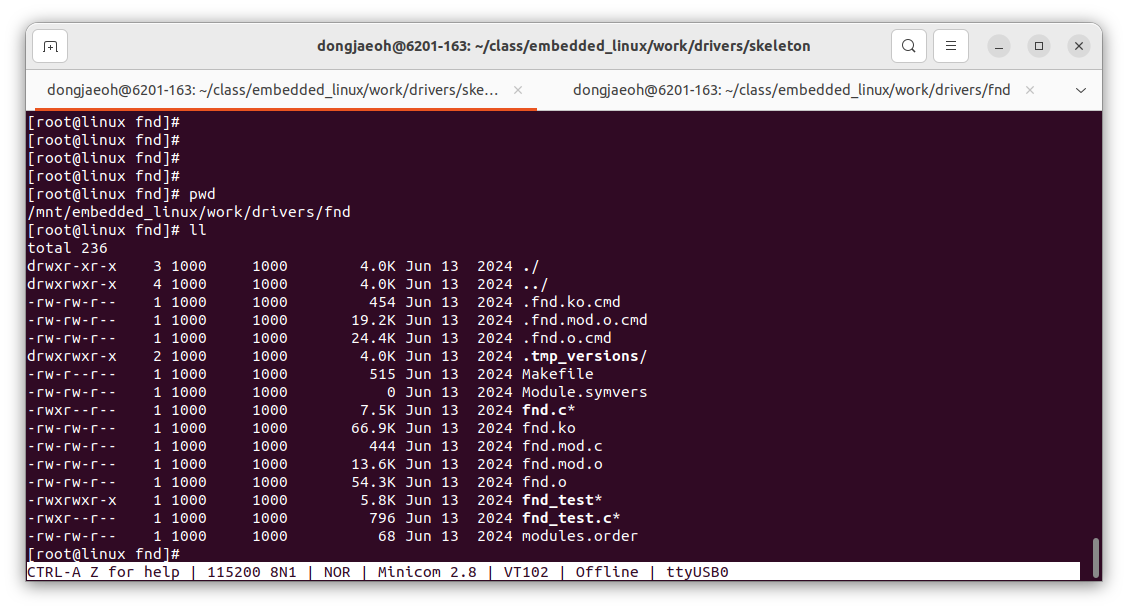 dongjaeoh@6201-163: ~/class/embedded_linux/work/drivers/skeleton
dongjaeoh@6201-163: ~/class/embedded_linux/work/drivers/ske... × dongjaeoh@6201-163: ~/class/embedded_linux/work/drivers/fnd ×
[root@linux fnd]#
[root@linux fnd]#
[root@linux fnd]#
[root@linux fnd]#
[root@linux fnd]# pwd
/mnt/embedded_linux/work/drivers/fnd
[root@linux fnd]# ll
total 236
drwxr-xr-x    3 1000     1000        4.0K Jun 13  2024 ./
drwxrwxr-x    4 1000     1000        4.0K Jun 13  2024 ../
-rw-rw-r--    1 1000     1000         454 Jun 13  2024 .fnd.ko.cmd
-rw-rw-r--    1 1000     1000       19.2K Jun 13  2024 .fnd.mod.o.cmd
-rw-rw-r--    1 1000     1000       24.4K Jun 13  2024 .fnd.o.cmd
drwxrwxr-x    2 1000     1000        4.0K Jun 13  2024 .tmp_versions/
-rw-r--r--    1 1000     1000         515 Jun 13  2024 Makefile
-rw-rw-r--    1 1000     1000           0 Jun 13  2024 Module.symvers
-rwxr--r--    1 1000     1000        7.5K Jun 13  2024 fnd.c*
-rw-rw-r--    1 1000     1000       66.9K Jun 13  2024 fnd.ko
-rw-rw-r--    1 1000     1000         444 Jun 13  2024 fnd.mod.c
-rw-rw-r--    1 1000     1000       13.6K Jun 13  2024 fnd.mod.o
-rw-rw-r--    1 1000     1000       54.3K Jun 13  2024 fnd.o
-rwxrwxr-x    1 1000     1000        5.8K Jun 13  2024 fnd_test*
-rwxr--r--    1 1000     1000         796 Jun 13  2024 fnd_test.c*
-rw-rw-r--    1 1000     1000          68 Jun 13  2024 modules.order
[root@linux fnd]#
CTRL-A Z for help | 115200 8N1 | NOR | Minicom 2.8 | VT102 | Offline | ttyUSB0